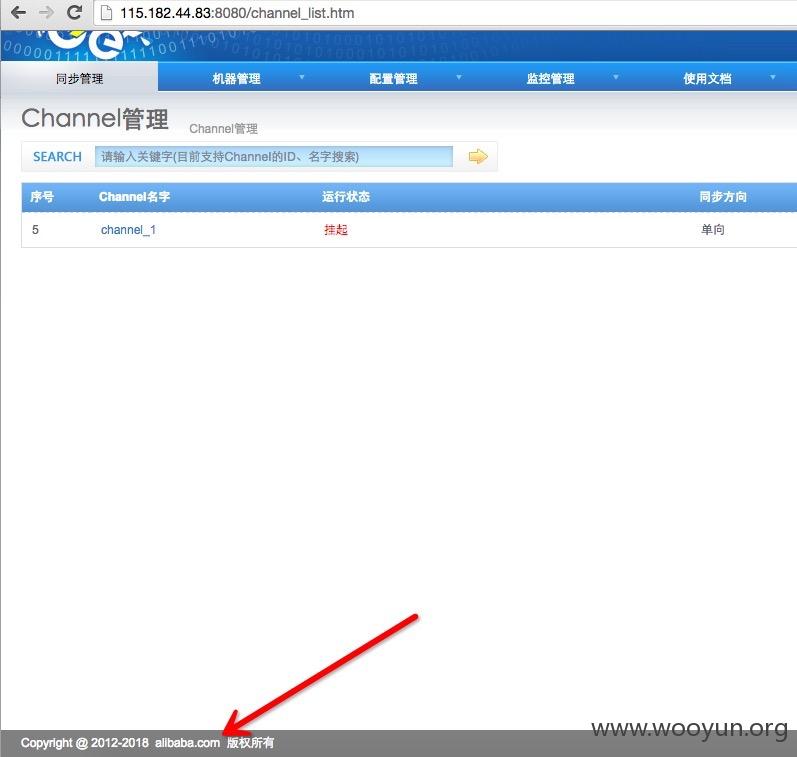 115.182.44.83:8080/channel_list.htm
同步管理 机器管理 配置管理 监控管理 使用文档
Channel管理 Channel管理
SEARCH 请输入关键字(目前支持Channel的ID、名字搜索)
序号 Channel名字 运行状态 同步方向
5 channel_1 挂起 单向
www.wooyun.org
Copyright @ 2012-2018 alibaba.com 版权所有